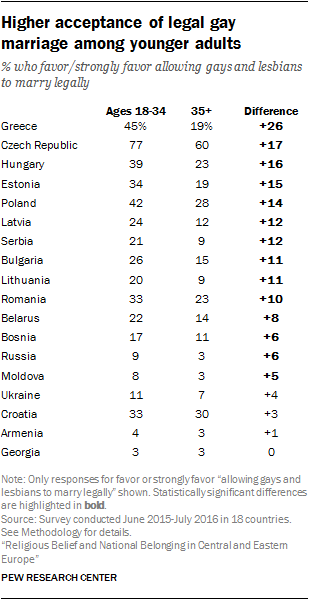 Higher acceptance of legal gay
marriage among younger adults
% who favor/strongly favor allowing gays and lesbians
to marry legally
Ages 18-34 35+ Difference
Greece 45% 19% +26
Czech Republic 77 60 +17
Hungary 39 23 +16
Estonia 34 19 +15
Poland 42 28 +14
Latvia 24 12 +12
Serbia 21 9 +12
Bulgaria 26 15 +11
Lithuania 20 9 +11
Romania 33 23 +10
Belarus 22 14 +8
Bosnia 17 11 +6
Russia 9 3 +6
Moldova 8 3 +5
Ukraine 11 7 +4
Croatia 33 30 +3
Armenia 4 3 +1
Georgia 3 3 0
Note: Only responses for favor or strongly favor “allowing gays and
lesbians to marry legally” shown. Statistically significant differences
are highlighted in bold.
Source: Survey conducted June 2015-July 2016 in 18 countries.
See Methodology for details.
“Religious Belief and National Belonging in Central and Eastern
Europe”
PEW RESEARCH CENTER